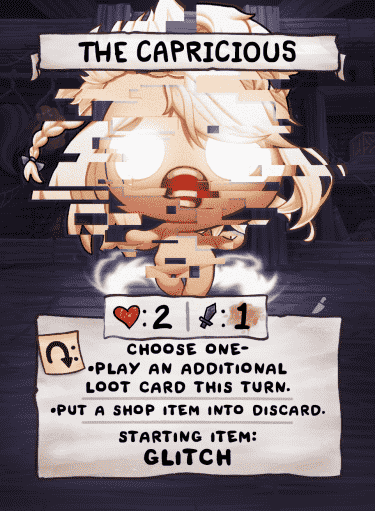 THE CAPRICIOUS
:2 :1
CHOOSE ONE-
•PLAY AN ADDITIONAL
LOOT CARD THIS TURN.
•PUT A SHOP ITEM INTO DISCARD.
STARTING ITEM:
GLITCH